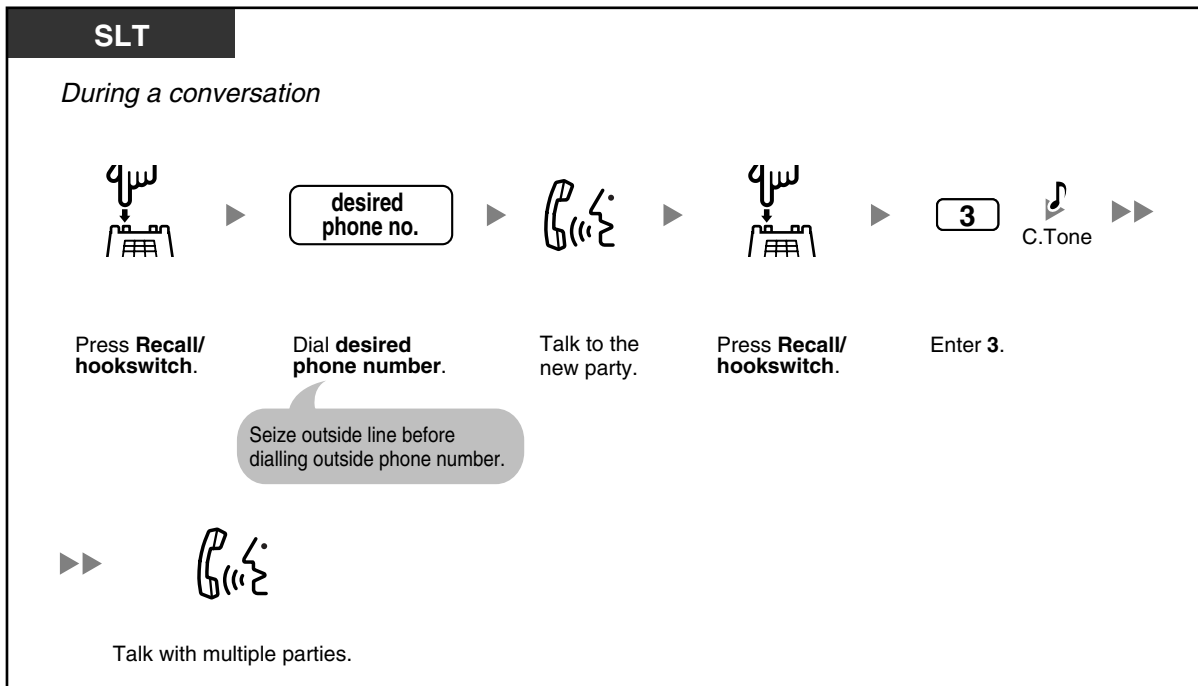 SLT
During a conversation
desired
phone no.
3
C.Tone
Press Recall/
hookswitch.
Dial desired
phone number.
Talk to the
new party.
Press Recall/
hookswitch.
Enter 3.
Seize outside line before
dialling outside phone number.
Talk with multiple parties.